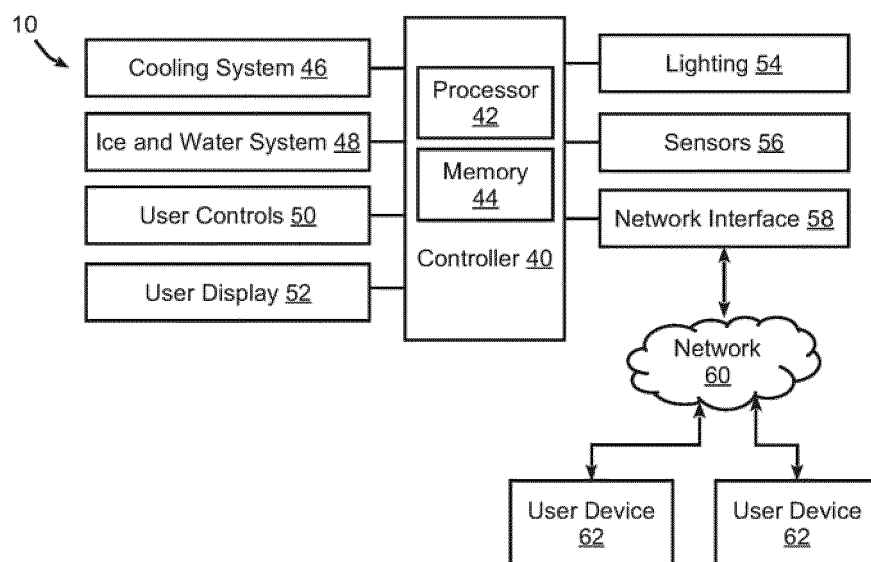 10
Cooling System 46
Ice and Water System 48
User Controls 50
User Display 52
Processor
42
Memory
44
Controller 40
Lighting 54
Sensors 56
Network Interface 58
Network
60
User Device
62
User Device
62